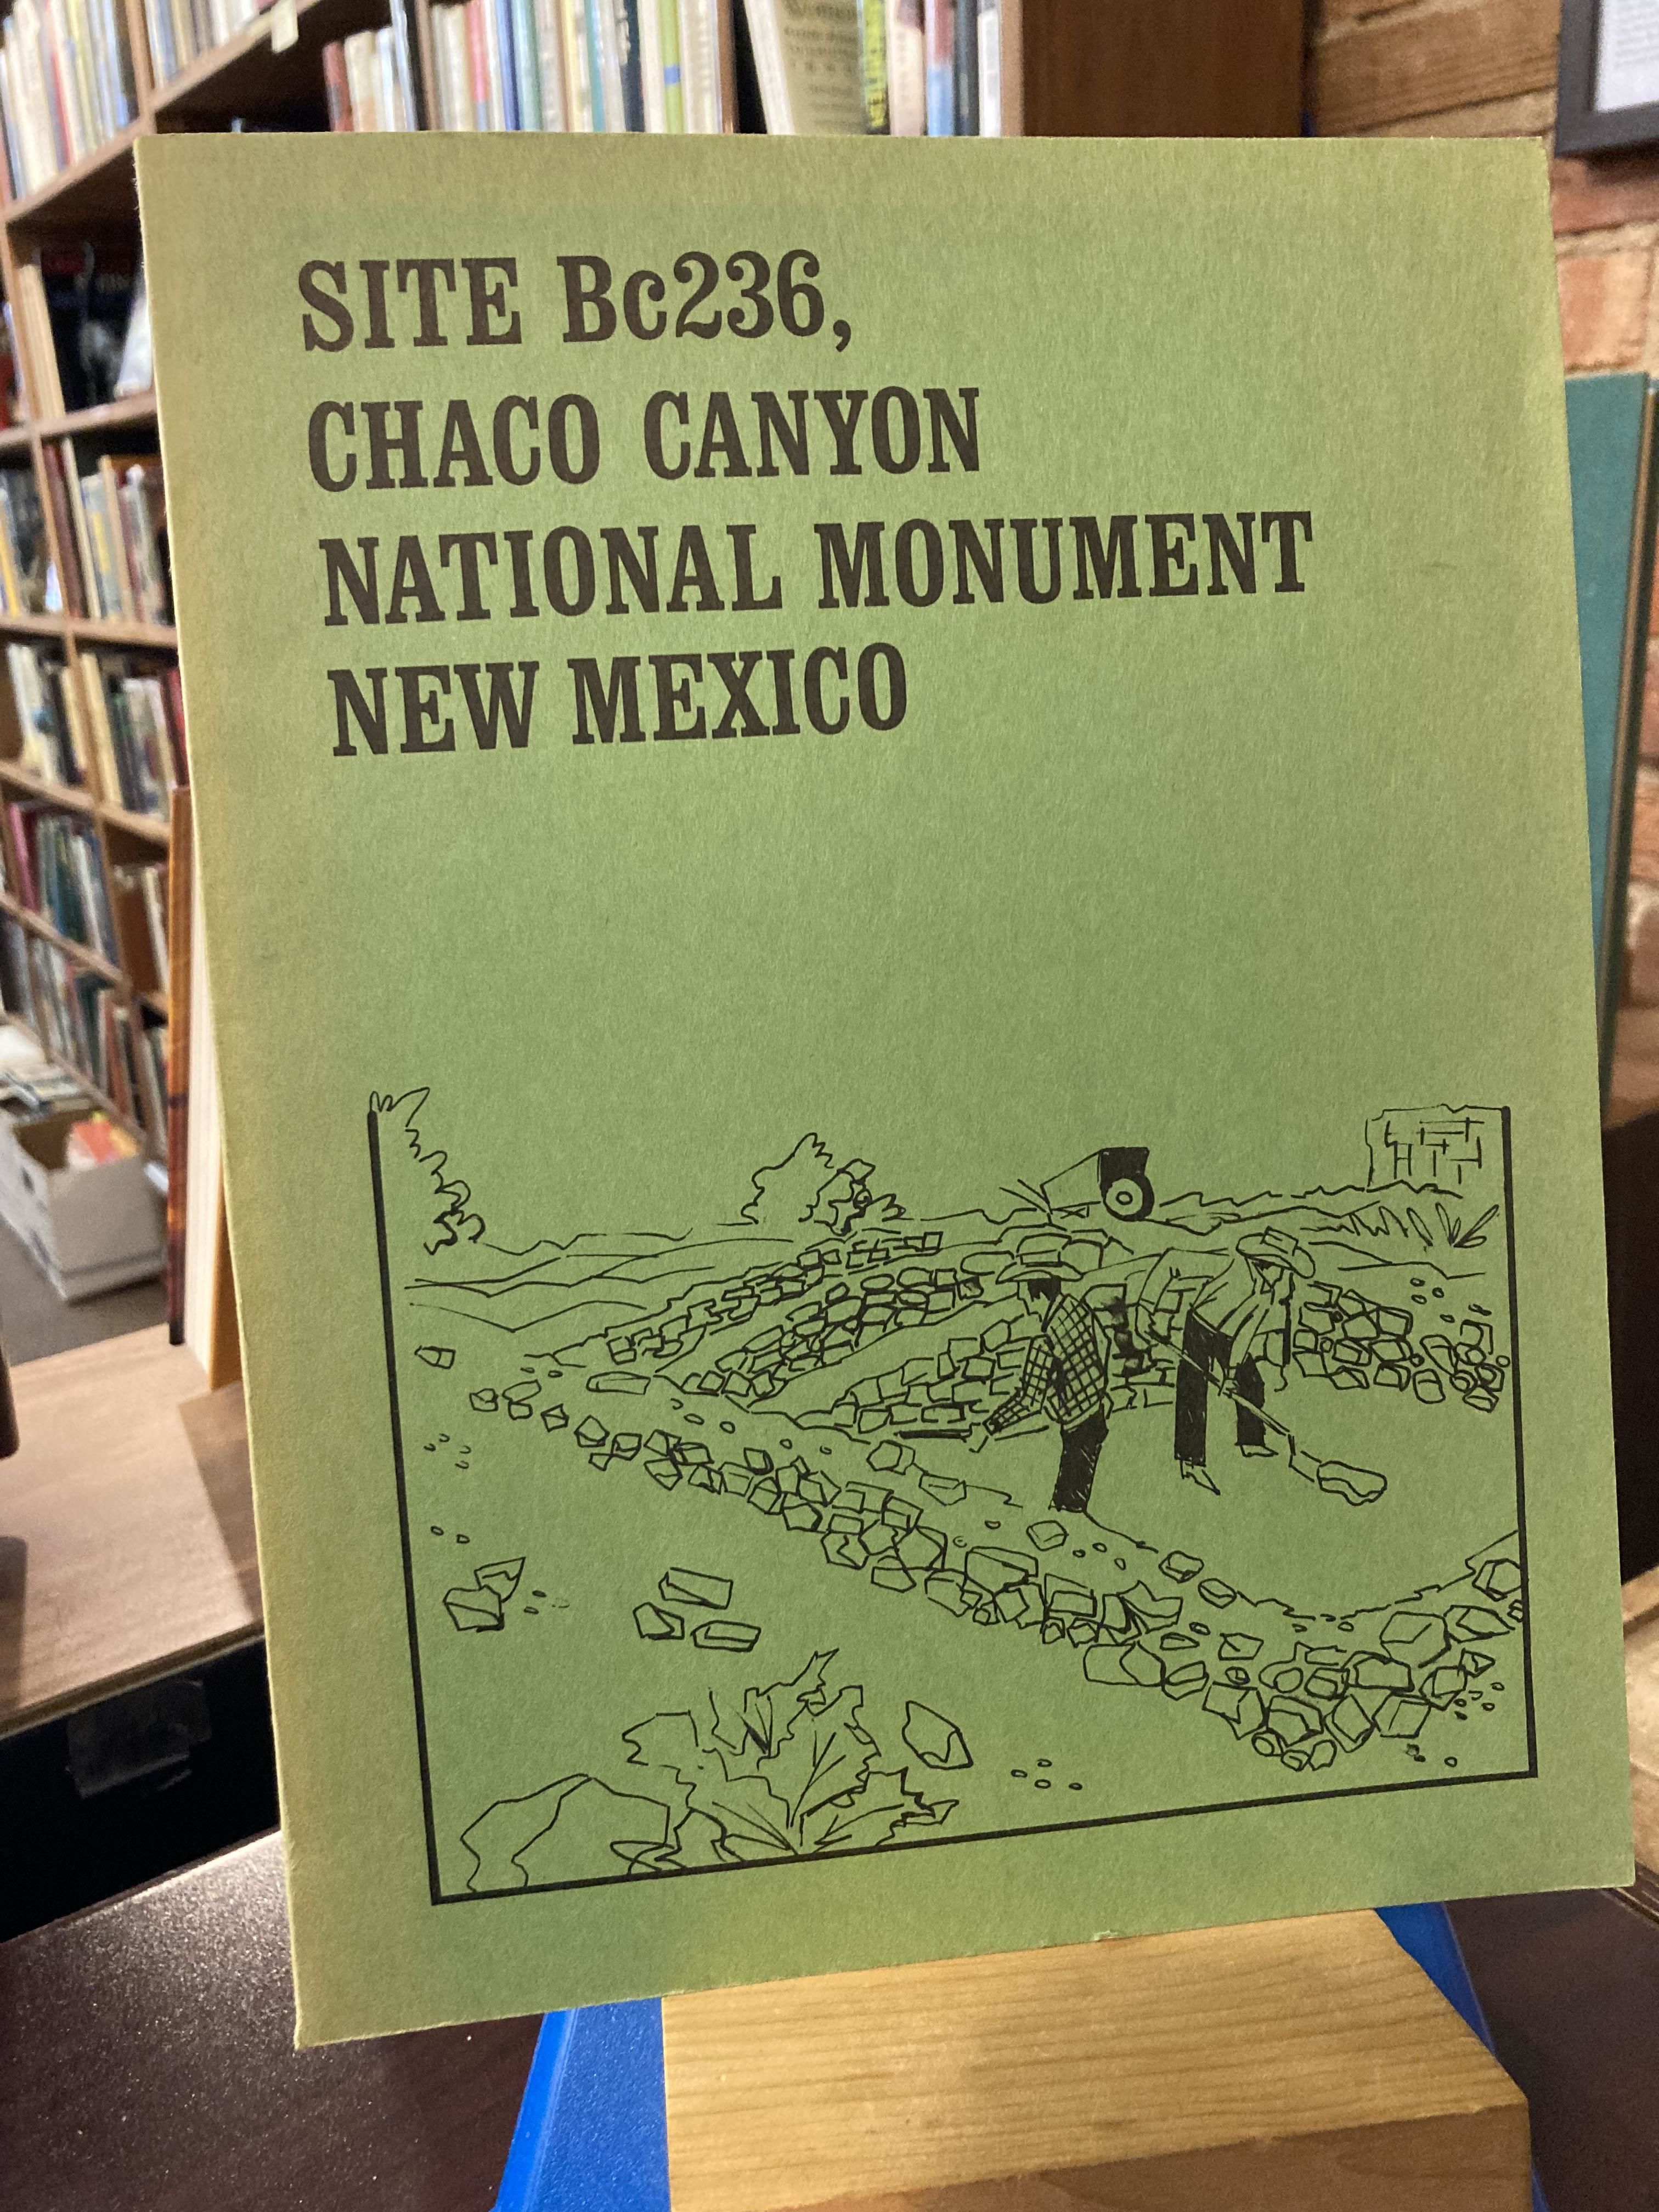 SITE Bc236,
CHACO CANYON
NATIONAL MONUMENT
NEW MEXICO